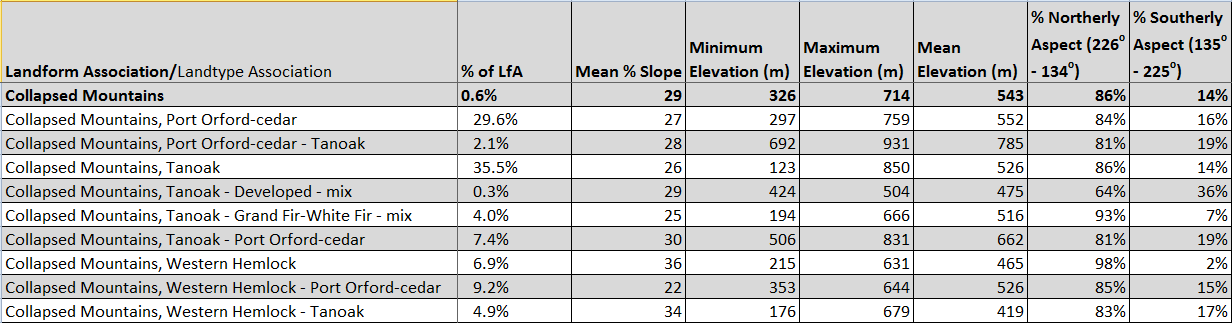 Landform Association/Landtype Association % of LfA Mean % Slope Minimum Elevation (m) Maximum Elevation (m) Mean Elevation (m) % Northerly Aspect (226° - 134°) % Southerly Aspect (135° - 225°)
Collapsed Mountains 0.6% 29 326 714 543 86% 14%
Collapsed Mountains, Port Orford-cedar 29.6% 27 297 759 552 84% 16%
Collapsed Mountains, Port Orford-cedar - Tanoak 2.1% 28 692 931 785 81% 19%
Collapsed Mountains, Tanoak 35.5% 26 123 850 526 86% 14%
Collapsed Mountains, Tanoak - Developed - mix 0.3% 29 424 504 475 64% 36%
Collapsed Mountains, Tanoak - Grand Fir-White Fir - mix 4.0% 25 194 666 516 93% 7%
Collapsed Mountains, Tanoak - Port Orford-cedar 7.4% 30 506 831 662 81% 19%
Collapsed Mountains, Western Hemlock 6.9% 36 215 631 465 98% 2%
Collapsed Mountains, Western Hemlock - Port Orford-cedar 9.2% 22 353 644 526 85% 15%
Collapsed Mountains, Western Hemlock - Tanoak 4.9% 34 176 679 419 83% 17%